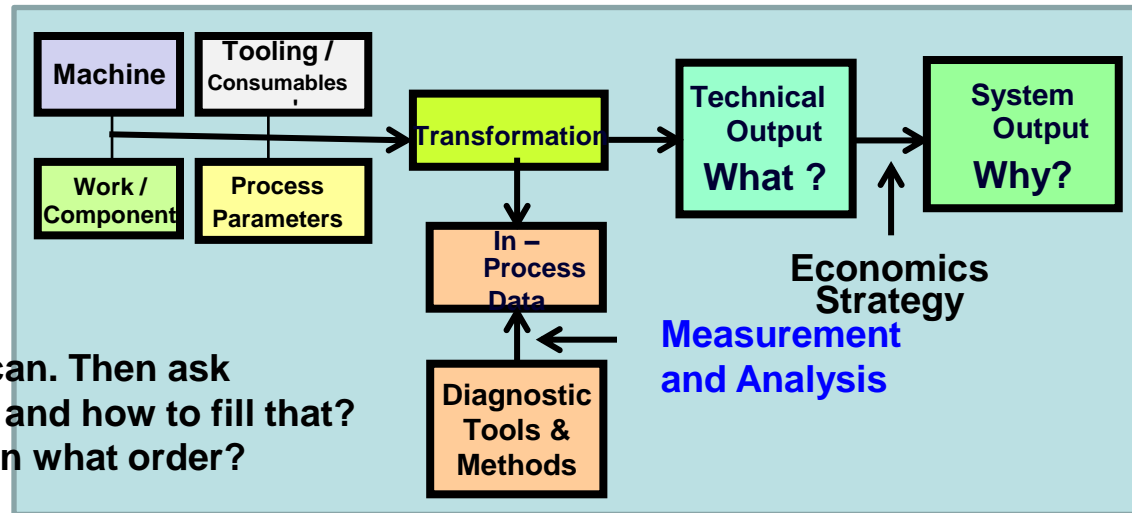 Machine
Tooling /
Consumables
Work /
Component
Process
Parameters
Transformation
In –
Process
Data
Diagnostic
Tools &
Methods
Measurement
and Analysis
Technical
Output
What ?
Economics
Strategy
System
Output
Why?
can. Then ask
and how to fill that?
n what order?